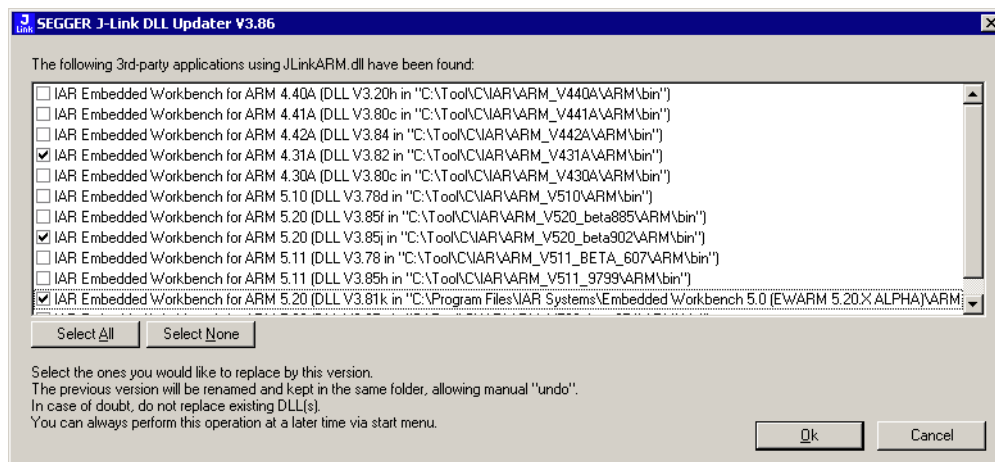 J Link SEGGER J-Link DLL Updater V3.86
The following 3rd-party applications using JLinkARM.dll have been found:
IAR Embedded Workbench for ARM 4.40A (DLL V3.20h in "C:\Tool\C\IAR\ARM_V440A\ARM\bin")
IAR Embedded Workbench for ARM 4.41A (DLL V3.80c in "C:\Tool\C\IAR\ARM_V441A\ARM\bin")
IAR Embedded Workbench for ARM 4.42A (DLL V3.84 in "C:\Tool\C\IAR\ARM_V442A\ARM\bin")
IAR Embedded Workbench for ARM 4.31A (DLL V3.82 in "C:\Tool\C\IAR\ARM_V431A\ARM\bin")
IAR Embedded Workbench for ARM 4.30A (DLL V3.80c in "C:\Tool\C\IAR\ARM_V430A\ARM\bin")
IAR Embedded Workbench for ARM 5.10 (DLL V3.78d in "C:\Tool\C\IAR\ARM_V510\ARM\bin")
IAR Embedded Workbench for ARM 5.20 (DLL V3.85f in "C:\Tool\C\IAR\ARM_V520_beta885\ARM\bin")
IAR Embedded Workbench for ARM 5.20 (DLL V3.85j in "C:\Tool\C\IAR\ARM_V520_beta902\ARM\bin")
IAR Embedded Workbench for ARM 5.11 (DLL V3.78 in "C:\Tool\C\IAR\ARM_V511_BETA_607\ARM\bin")
IAR Embedded Workbench for ARM 5.11 (DLL V3.85h in "C:\Tool\C\IAR\ARM_V511_9799\ARM\bin")
IAR Embedded Workbench for ARM 5.20 (DLL V3.81k in "C:\Program Files\IAR Systems\Embedded Workbench 5.0 (EWARM 5.20.X ALPHA)\ARM
Select All Select None
Select the ones you would like to replace by this version.
The previous version will be renamed and kept in the same folder, allowing manual "undo".
In case of doubt, do not replace existing DLL(s).
You can always perform this operation at a later time via start menu.
Ok Cancel